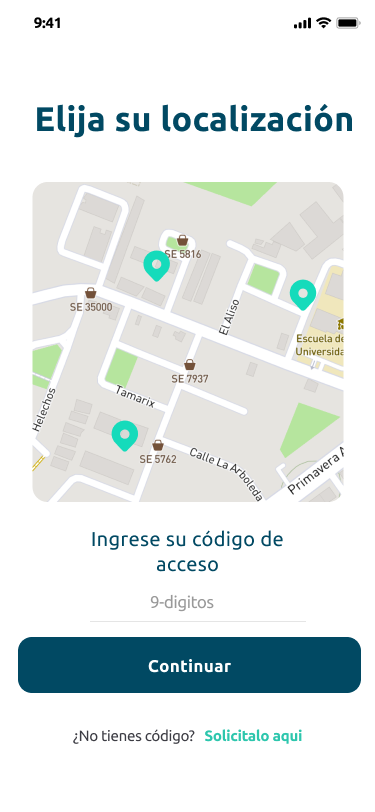 9:41
Elija su localización
SE 5816
SE 35000
El Aliso
Escuela de
Universida
SE 7937
Helechos
Tamarix
SE 5762
Calle La Arboleda
Primavera A
Ingrese su código de
acceso
9-digitos
Continuar
¿No tienes código? Solicitalo aqui